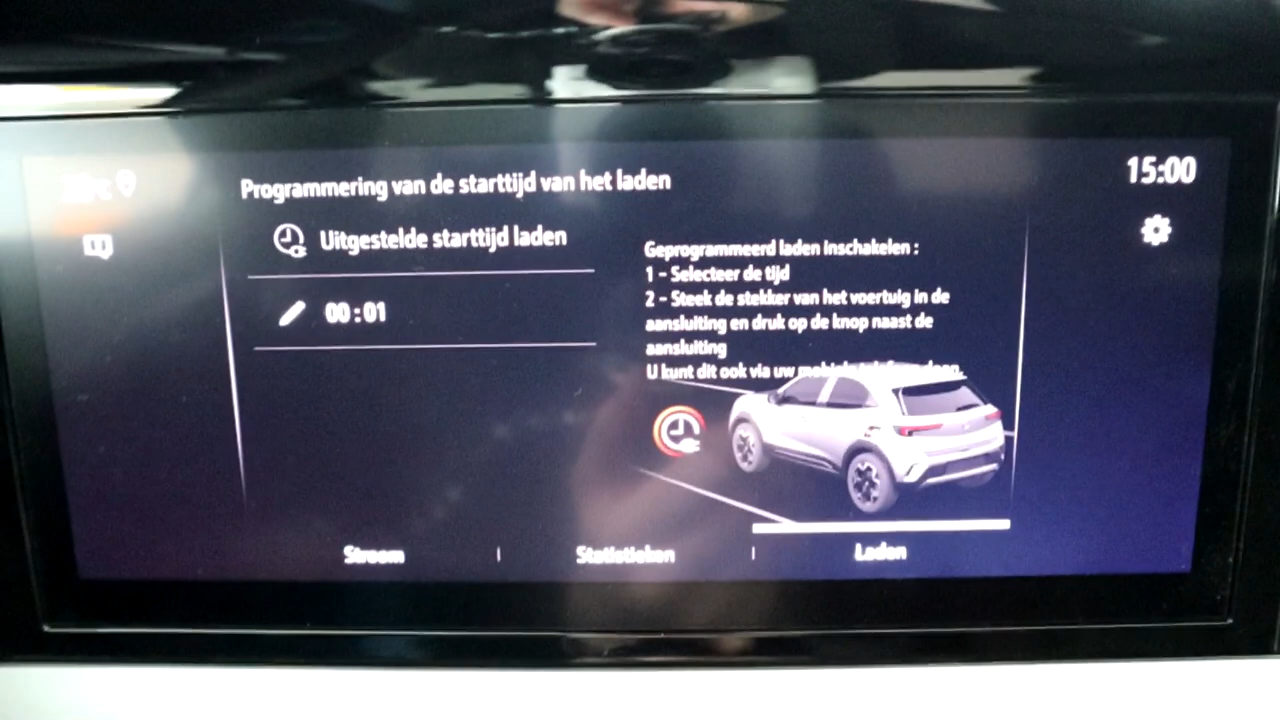 15:00
Programmering van de starttijd van het laden
Uitgestelde starttijd laden
00:01
Geprogrammeerd laden inschakelen :
1 - Selecteer de tijd
2 - Steek de stekker van het voertuig in de
aansluiting en druk op de knop naast de
aansluiting
U kunt dit ook via uw mobiele telefoon doen.
Stroom
Statistieken
Laden